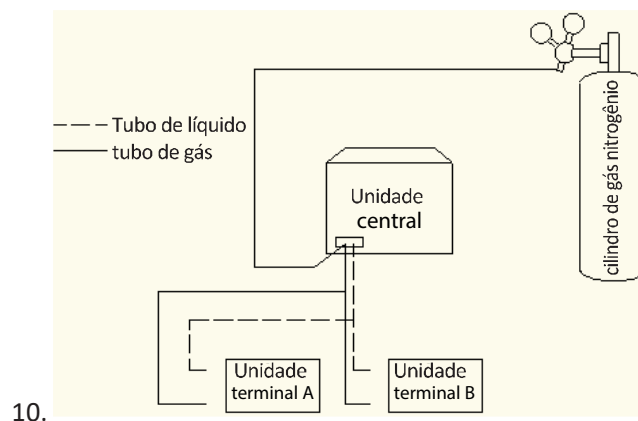 Tubo de líquido
tubo de gás
Unidade
central
cilindro de gás nitrogênio
Unidade
terminal A
Unidade
terminal B
10.